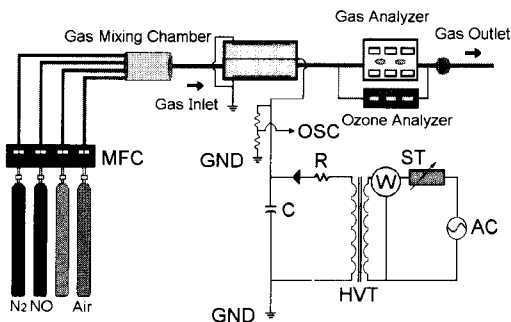 Gas Mixing Chamber
Gas Analyzer
Gas Outlet
Gas Inlet
Ozone Analyzer
OSC
GND
MFC
R
ST
W
C
AC
HVT
N2 NO Air
GND